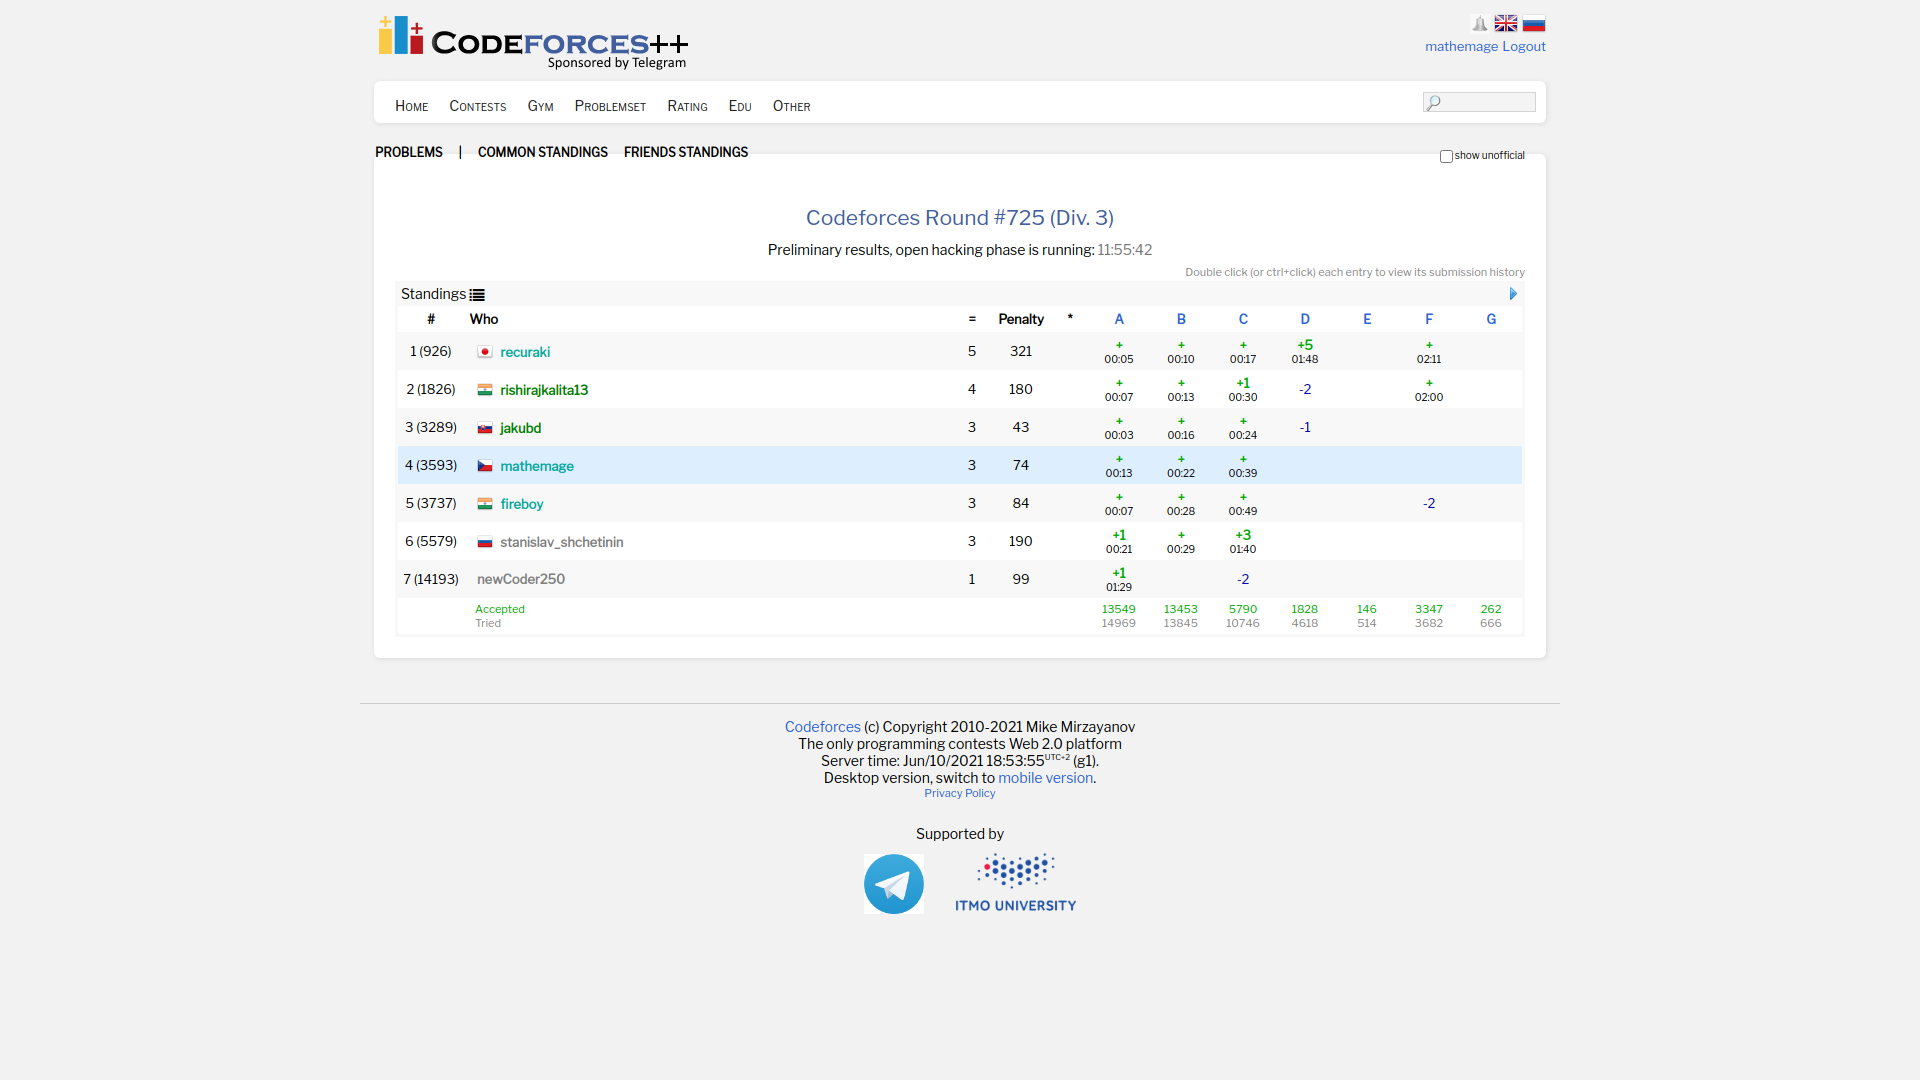 CODEFORCES++
Sponsored by Telegram
mathemage Logout
Home Contests Gym Problemset Rating Edu Other
PROBLEMS | COMMON STANDINGS FRIENDS STANDINGS
show unofficial
Codeforces Round #725 (Div. 3)
Preliminary results, open hacking phase is running: 11:55:42
Double click (or ctrl+click) each entry to view its submission history
Standings
# Who = Penalty * A B C D E F G
1 (926) recuraki 5 321 + + + +5 +
00:05 00:10 00:17 01:48 02:11
2 (1826) rishirajkalita13 4 180 + + +1 -2 +
00:07 00:13 00:30 02:00
3 (3289) jakubd 3 43 + + + -1
00:03 00:16 00:24
4 (3593) mathemage 3 74 + + +
00:13 00:22 00:39
5 (3737) fireboy 3 84 + + + -2
00:07 00:28 00:49
6 (5579) stanislav_shchetinin 3 190 +1 + +3
00:21 00:29 01:40
7 (14193) newCoder250 1 99 +1 -2
01:29
Accepted 13549 13453 5790 1828 146 3347 262
Tried 14969 13845 10746 4618 514 3682 666
Codeforces (c) Copyright 2010-2021 Mike Mirzayanov
The only programming contests Web 2.0 platform
Server time: Jun/10/2021 18:53:55 UTC+2 (g1).
Desktop version, switch to mobile version.
Privacy Policy
Supported by
ITMO UNIVERSITY